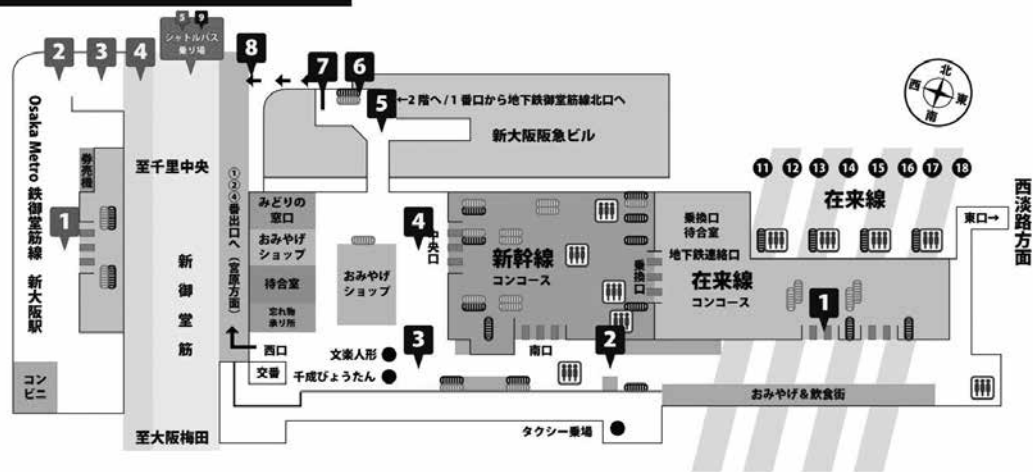 5 9
シャトルバス
乗り場
2 3 4
8
7 6
5
←2 階へ/1 番口から地下鉄御堂筋線北口へ
新大阪阪急ビル
北
西 東
南
Osaka Metro 鉄御堂筋線 新大阪駅
券売機
1
至千里中央
新御堂筋
至大阪梅田
コン
ビニ
①②④番出口へ(宮原方面)
みどりの
窓口
おみやげ
ショップ
待合室
忘れ物
承り所
西口
交番
おみやげ
ショップ
文楽人形
千成びょうたん
4
中央口
3
新幹線
コンコース
乗換口
南口
2
乗換口
待合室
地下鉄連絡口
在来線
コンコース
1
11 12 13 14 15 16 17 18
在来線
東口→
西淡路方面
おみやげ&飲食街
タクシー乗場